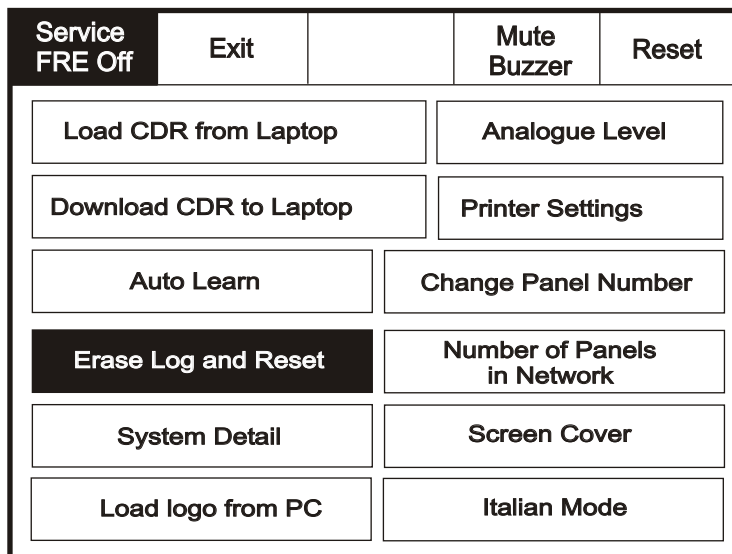 Service
FRE Off
Exit
Mute
Buzzer
Reset
Load CDR from Laptop
Analogue Level
Download CDR to Laptop
Printer Settings
Auto Learn
Change Panel Number
Erase Log and Reset
Number of Panels
in Network
System Detail
Screen Cover
Load logo from PC
Italian Mode